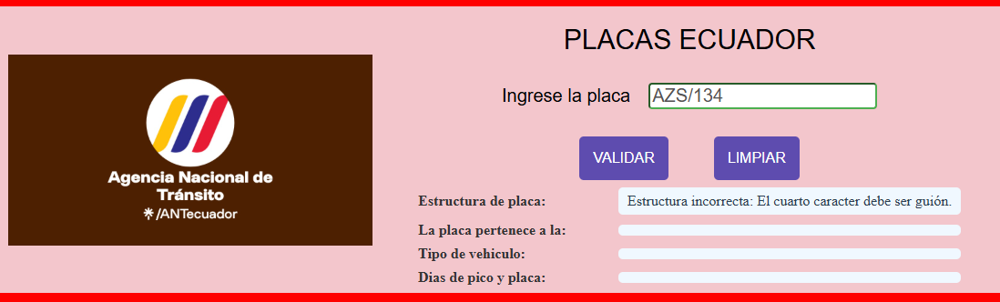 PLACAS ECUADOR
Agencia Nacional de
Tránsito
/ANTecuador
Ingrese la placa AZS/134
VALIDAR LIMPIAR
Estructura de placa: Estructura incorrecta: El cuarto caracter debe ser guión.
La placa pertenece a la:
Tipo de vehiculo:
Dias de pico y placa: